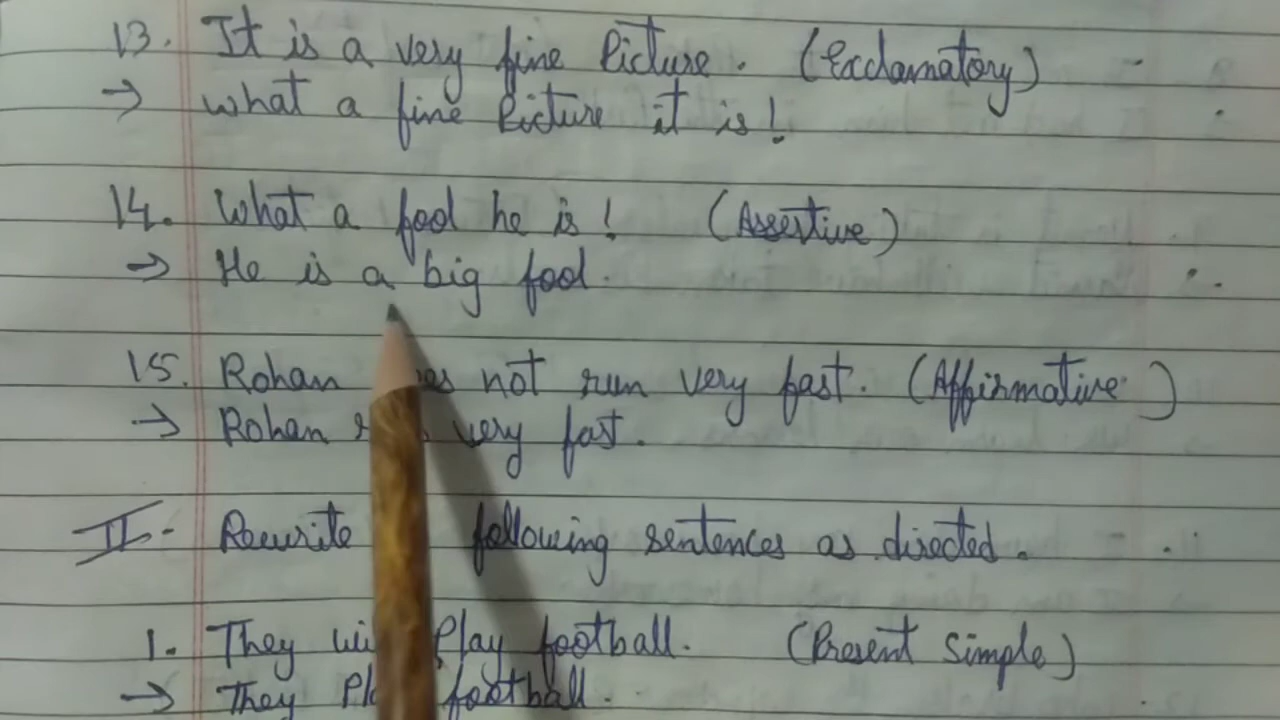 13. It is a very fine Picture. (Exclamatory)
→ What a fine Picture it is!
14. What a fool he is! (Assertive)
→ He is a big fool.
15. Rohan not run very fast. (Affirmative)
→ Rohan very fast.
II. Rewrite following sentences as directed.
1. They Play football. (Present Simple)
→ They football.